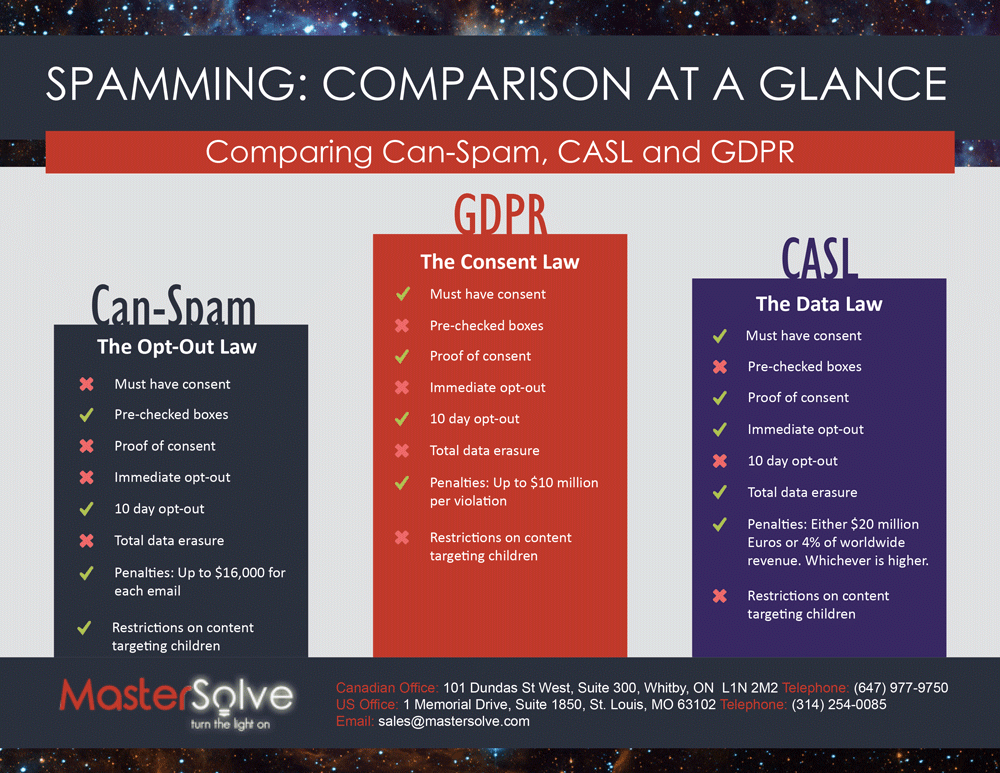 SPAMMING: COMPARISON AT A GLANCE
Comparing Can-Spam, CASL and GDPR
Can-Spam
The Opt-Out Law
Must have consent
Pre-checked boxes
Proof of consent
Immediate opt-out
10 day opt-out
Total data erasure
Penalties: Up to $16,000 for
each email
Restrictions on content
targeting children
GDPR
The Consent Law
Must have consent
Pre-checked boxes
Proof of consent
Immediate opt-out
10 day opt-out
Total data erasure
Penalties: Up to $10 million
per violation
Restrictions on content
targeting children
CASL
The Data Law
Must have consent
Pre-checked boxes
Proof of consent
Immediate opt-out
10 day opt-out
Total data erasure
Penalties: Either $20 million
Euros or 4% of worldwide
revenue. Whichever is higher.
Restrictions on content
targeting children
MasterSolve
turn the light on
Canadian Office: 101 Dundas St West, Suite 300, Whitby, ON L1N 2M2 Telephone: (647) 977-9750
US Office: 1 Memorial Drive, Suite 1850, St. Louis, MO 63102 Telephone: (314) 254-0085
Email: sales@mastersolve.com